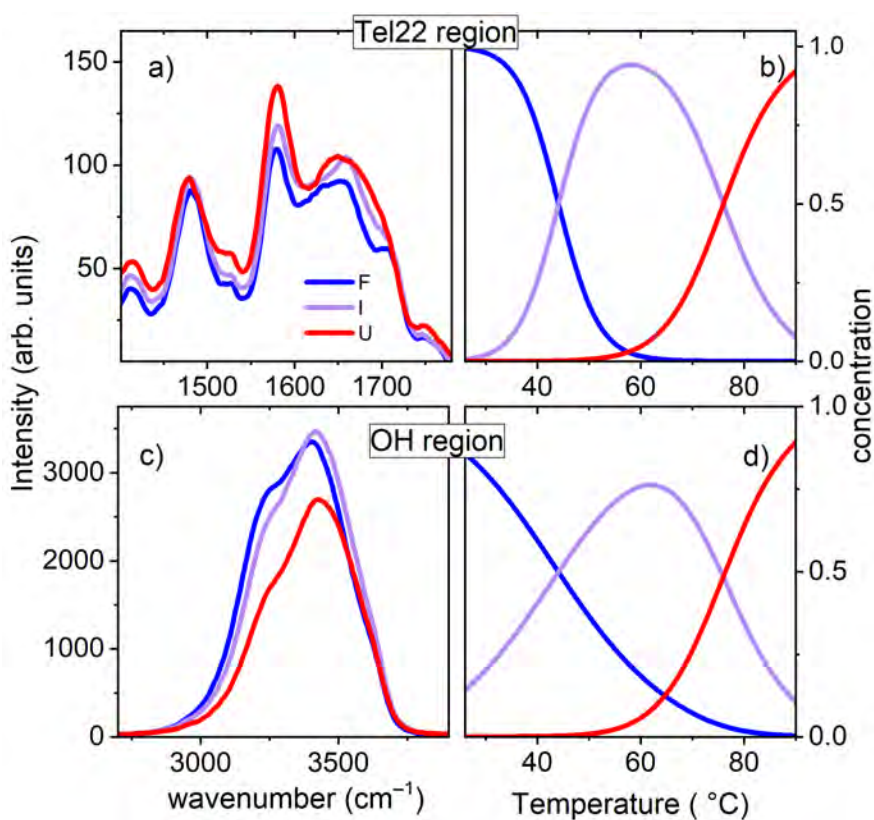 Tel22 region
a)
b)
150
100
50
F
I
U
1500
1600
1700
40
60
80
1.0
0.5
0.0
Intensity (arb. units)
concentration
OH region
c)
d)
3000
2000
1000
0
3000
3500
40
60
80
1.0
0.5
0.0
wavenumber (cm⁻¹)
Temperature ( °C)